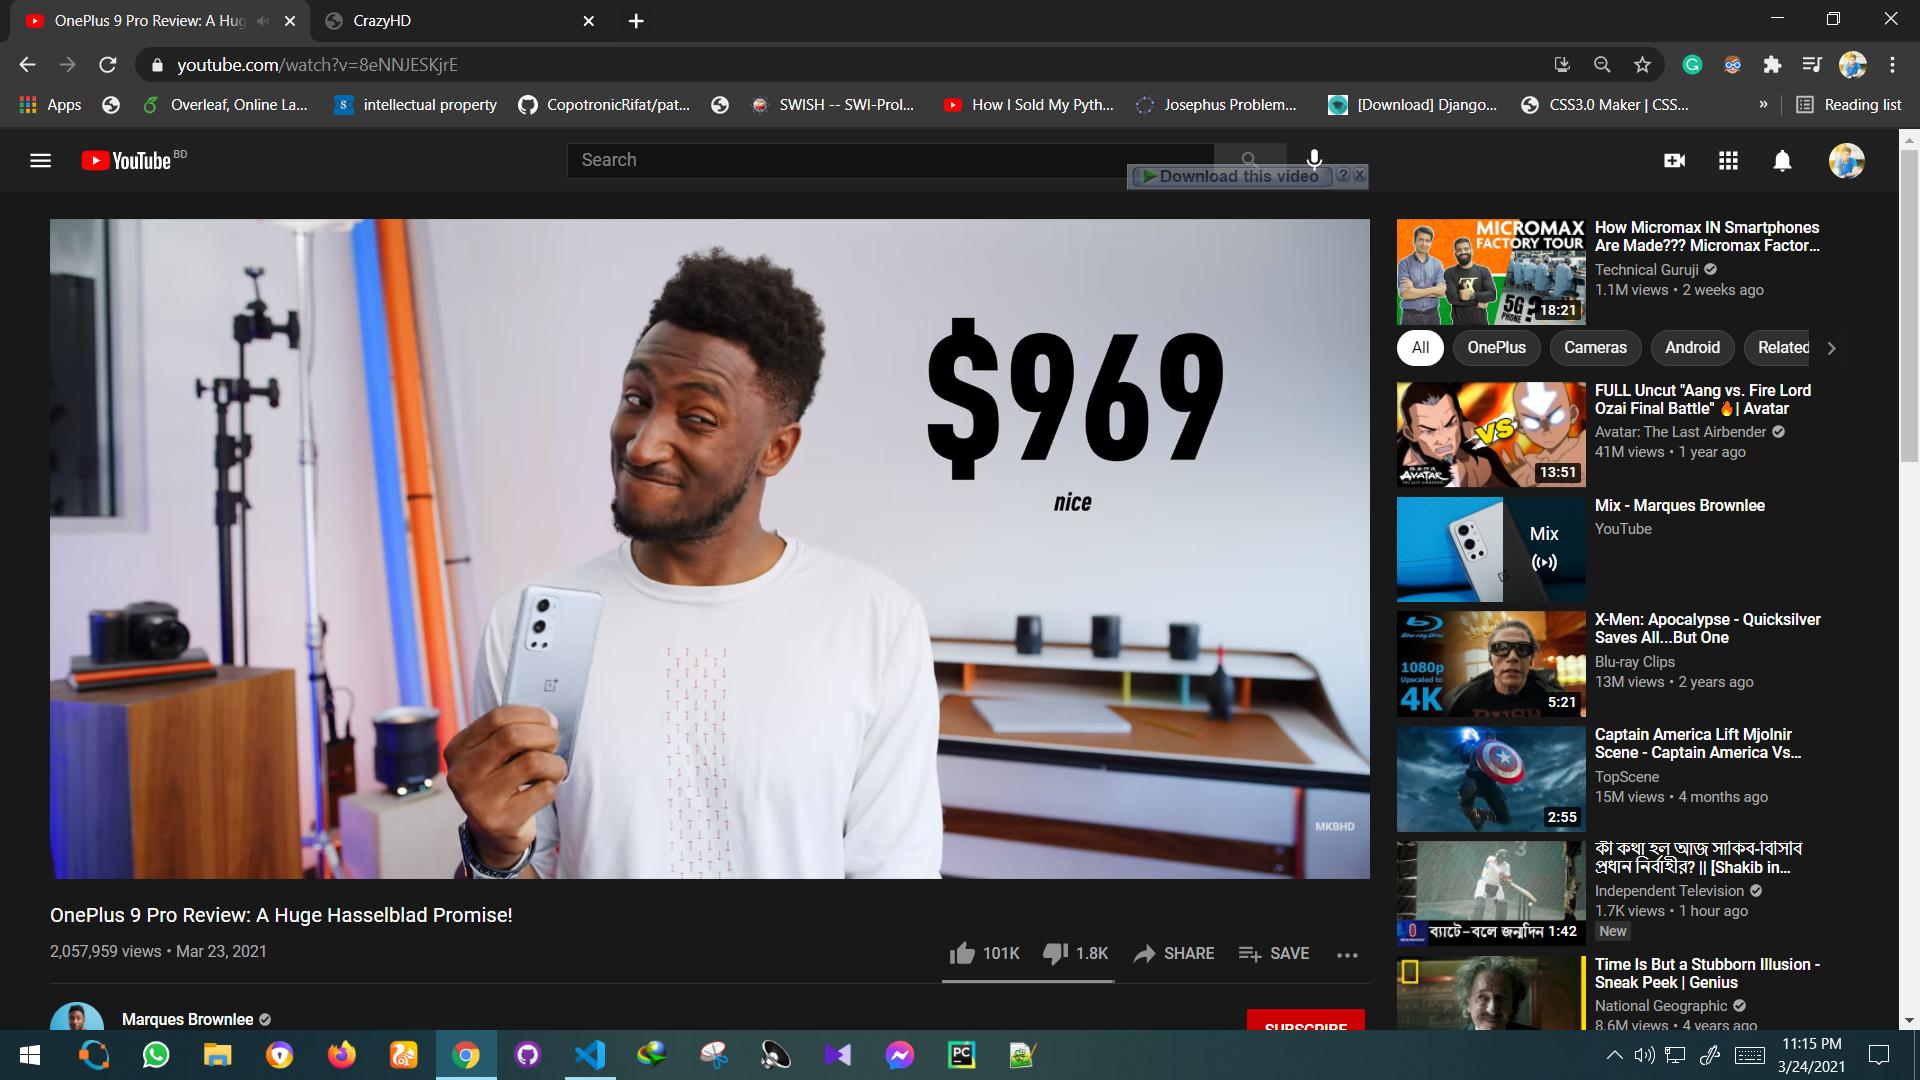 OnePlus 9 Pro Review: A Hug
CrazyHD
youtube.com/watch?v=8eNNJESKjrE
Apps
Overleaf, Online La...
intellectual property
CopotronicRifat/pat...
SWISH -- SWI-Prol...
How I Sold My Pyth...
Josephus Problem...
[Download] Django...
CSS3.0 Maker | CSS...
»
Reading list
YouTube BD
Search
Download this video
$969
nice
MKBHD
OnePlus 9 Pro Review: A Huge Hasselblad Promise!
2,057,959 views • Mar 23, 2021
101K
1.8K
SHARE
SAVE
Marques Brownlee
SUBSCRIBE
MICROMAX
FACTORY TOUR
5G
PHONE ?
18:21
How Micromax IN Smartphones
Are Made??? Micromax Factor...
Technical Guruji
1.1M views • 2 weeks ago
All
OnePlus
Cameras
Android
Related
VS
AVATAR
13:51
FULL Uncut "Aang vs. Fire Lord
Ozai Final Battle" 🔥| Avatar
Avatar: The Last Airbender
41M views • 1 year ago
Mix
Mix - Marques Brownlee
YouTube
Blu-ray Disc
1080p
Upscaled to
4K
RUSH
5:21
X-Men: Apocalypse - Quicksilver
Saves All...But One
Blu-ray Clips
13M views • 2 years ago
2:55
Captain America Lift Mjolnir
Scene - Captain America Vs...
TopScene
15M views • 4 months ago
3
ব্যাটে-বলে জন্মদিন
1:42
কী কথা হল আজ সাকিব-বিসিবি
প্রধান নির্বাহীর? || [Shakib in...
Independent Television
1.7K views • 1 hour ago
New
Time Is But a Stubborn Illusion -
Sneak Peek | Genius
National Geographic
8.6M views • 4 years ago
PC
11:15 PM
3/24/2021